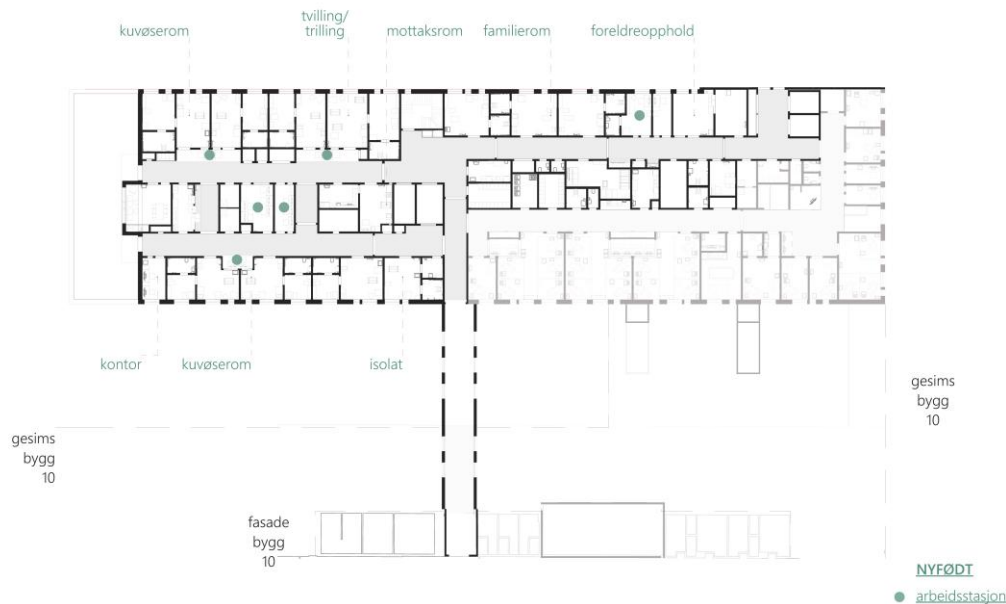 tvilling/
kuvøserom
trilling
mottaksrom
familierom
foreldreopphold
kontor
kuvøserom
isolat
gesims
bygg
10
gesims
bygg
10
fasade
bygg
10
NYFØDT
arbeidsstasjon